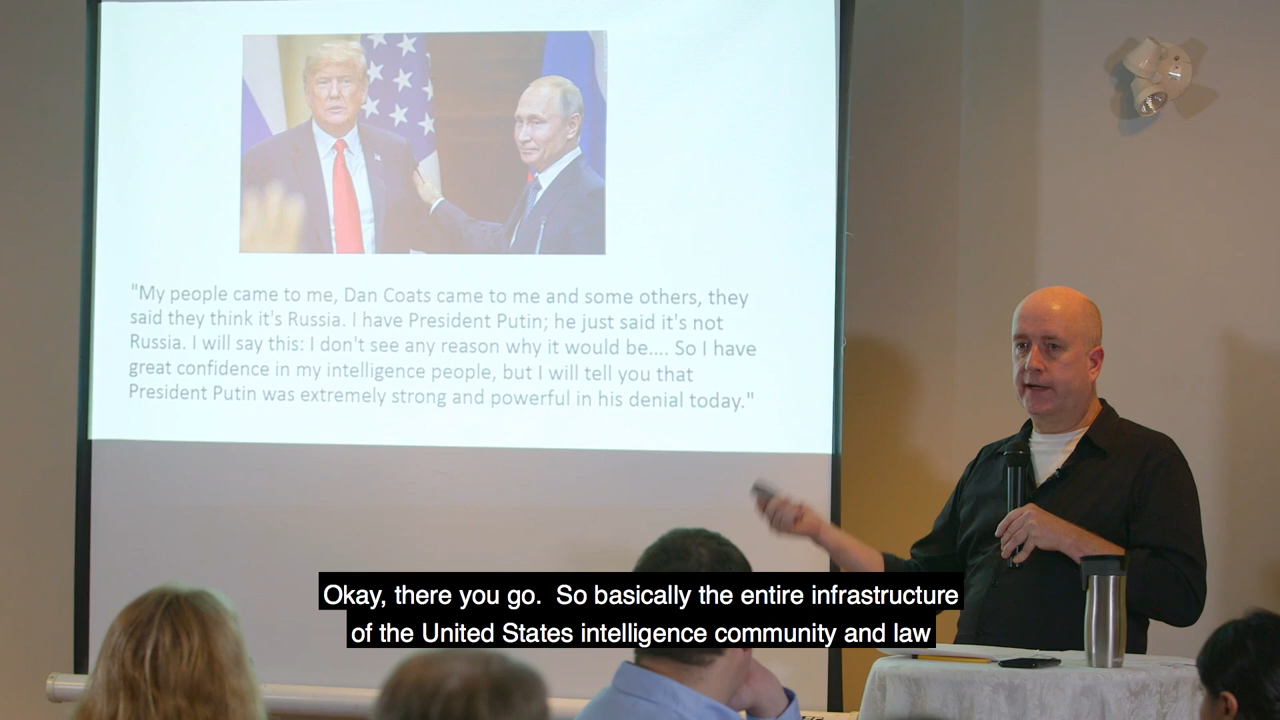 "My people came to me, Dan Coats came to me and some others, they
said they think it's Russia. I have President Putin; he just said it's not
Russia. I will say this: I don't see any reason why it would be.... So I have
great confidence in my intelligence people, but I will tell you that
President Putin was extremely strong and powerful in his denial today."
Okay, there you go.  So basically the entire infrastructure
of the United States intelligence community and law